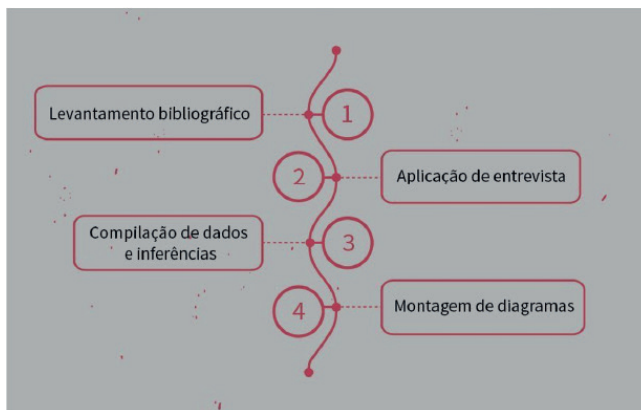 Levantamento bibliográfico
1
2
Aplicação de entrevista
Compilação de dados
e inferências
3
4
Montagem de diagramas